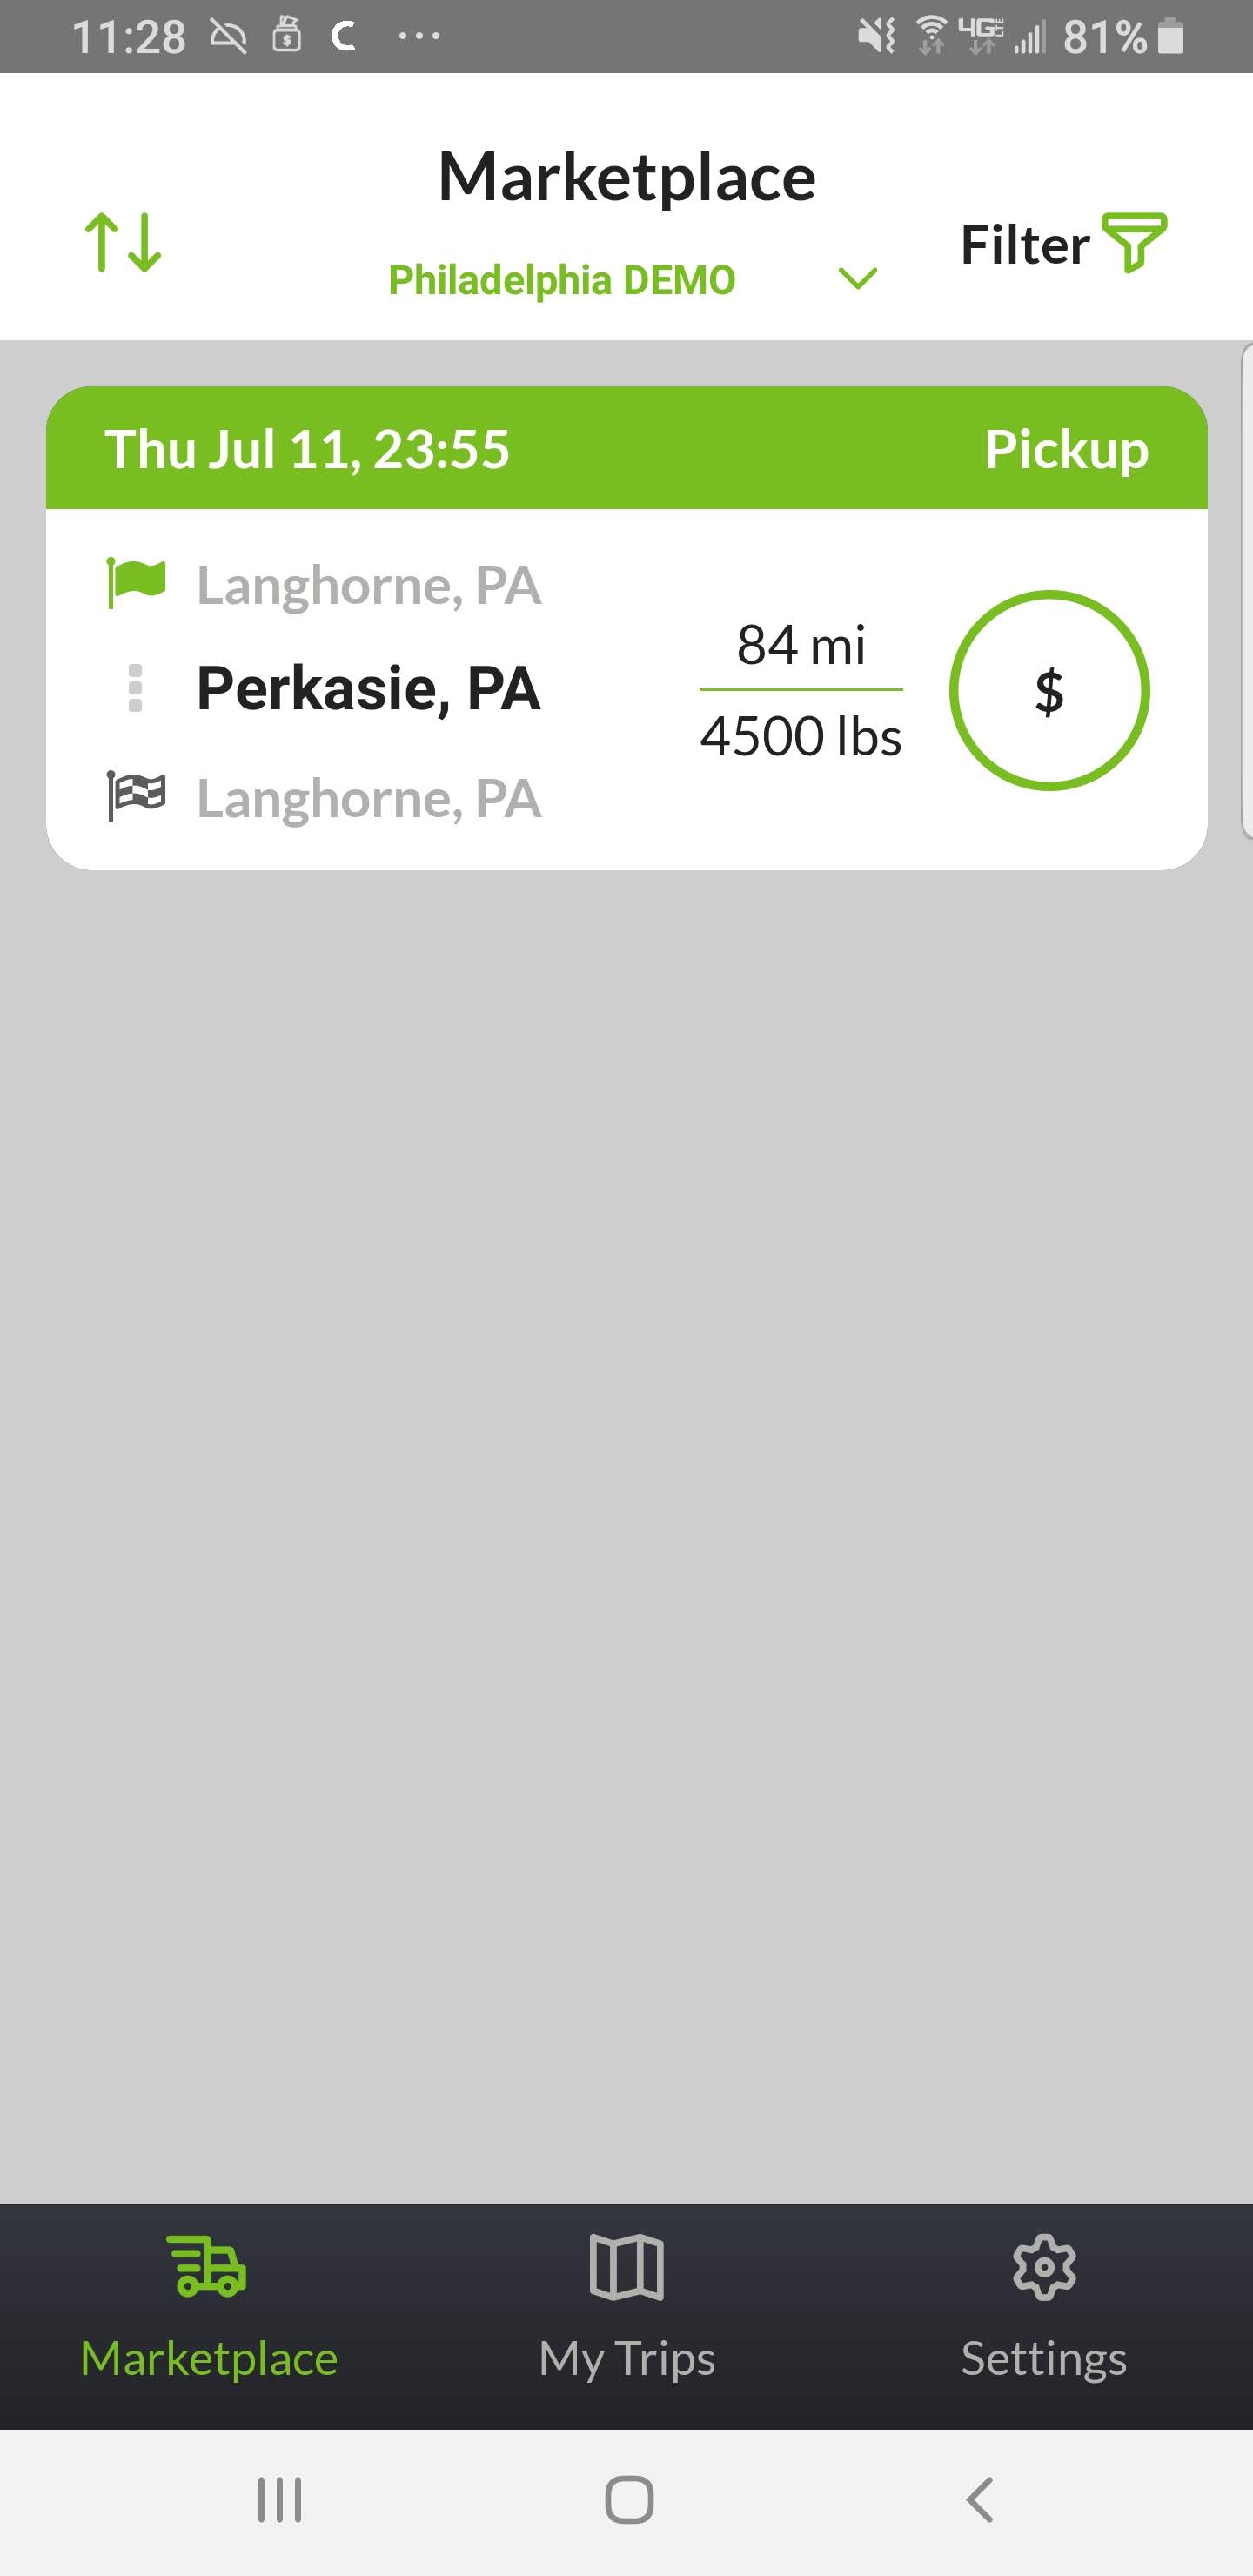 11:28 C 4G LTE 81%
Marketplace
Filter
Philadelphia DEMO
Thu Jul 11, 23:55 Pickup
Langhorne, PA
84 mi
Perkasie, PA $
4500 lbs
Langhorne, PA
Marketplace My Trips Settings